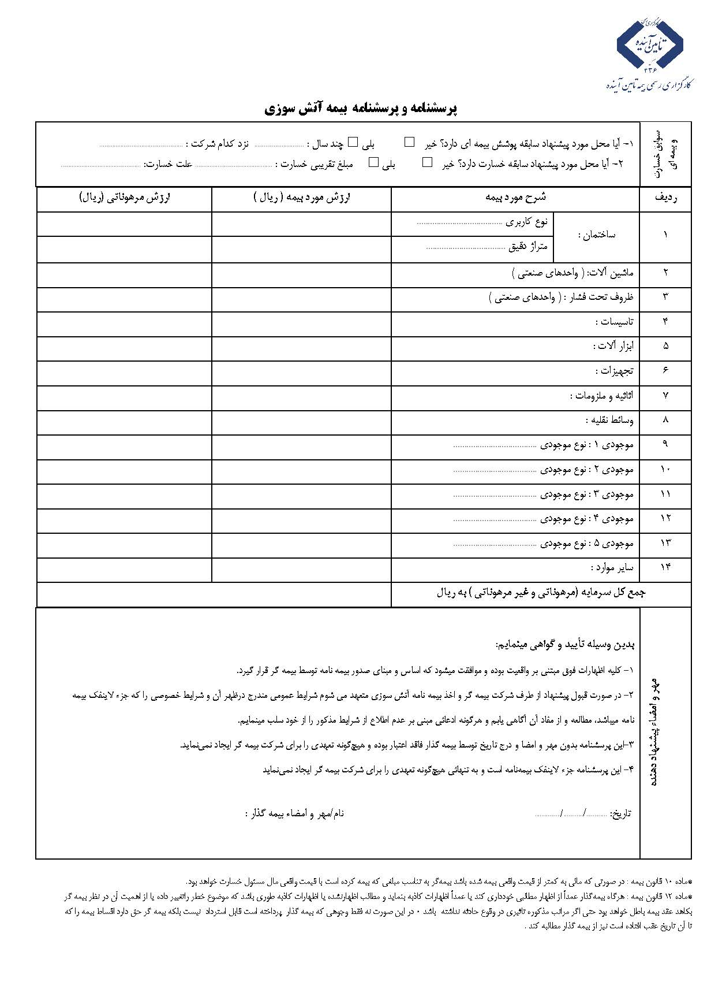 کارگزاری رسمی
تأمین آینده
کد
۴۳۶
کارگزاری رسمی بیمه تامین آینده
پرسشنامه و پرسشنامه بیمه آتش سوزی
سوابق خسارت
و بیمه ای
۱- آیا محل مورد پیشنهاد سابقه پوشش بیمه ای دارد؟ خیر □ بلی □ چند سال : .............................. نزد کدام شرکت : ..................................................
۲- آیا محل مورد پیشنهاد سابقه خسارت دارد؟ خیر □ بلی □ مبلغ تقریبی خسارت : .............................................. علت خسارت: ................................................
ردیف شرح مورد بیمه ارزش مورد بیمه ( ریال ) ارزش مرهوناتی (ریال)
۱ ساختمان : نوع کاربری ......................................
متراژ دقیق ...................................
۲ ماشین آلات: ( واحدهای صنعتی )
۳ ظروف تحت فشار : ( واحدهای صنعتی )
۴ تاسیسات :
۵ ابزار آلات :
۶ تجهیزات :
۷ اثاثیه و ملزومات :
۸ وسائط نقلیه :
۹ موجودی ۱ : نوع موجودی .....................................
۱۰ موجودی ۲ : نوع موجودی .....................................
۱۱ موجودی ۳ : نوع موجودی .....................................
۱۲ موجودی ۴ : نوع موجودی .....................................
۱۳ موجودی ۵ : نوع موجودی .....................................
۱۴ سایر موارد :
جمع کل سرمایه (مرهوناتی و غیر مرهوناتی ) به ریال
مهر و امضاء پیشنهاد دهنده
بدین وسیله تأیید و گواهی مینمایم:
۱- کلیه اظهارات فوق مبتنی بر واقعیت بوده و موافقت میشود که اساس و مبنای صدور بیمه نامه توسط بیمه گر قرار گیرد.
۲- در صورت قبول پیشنهاد از طرف شرکت بیمه گر و اخذ بیمه نامه آتش سوزی متعهد می شوم شرایط عمومی مندرج درظهر آن و شرایط خصوصی را که جزء لاینفک بیمه
نامه میباشد، مطالعه و از مفاد آن آگاهی یابم و هرگونه ادعائی مبنی بر عدم اطلاع از شرایط مذکور را از خود سلب مینمایم.
۳-این پرسشنامه بدون مهر و امضا و درج تاریخ توسط بیمه گذار فاقد اعتبار بوده و هیچ‌گونه تعهدی را برای شرکت بیمه گر ایجاد نمی‌نماید.
۴- این پرسشنامه جزء لاینفک بیمه‌نامه است و به تنهائی هیچ‌گونه تعهدی را برای شرکت بیمه گر ایجاد نمی‌نماید
تاریخ: ............/............/............... نام/مهر و امضاء بیمه گذار :
*ماده ۱۰ قانون بیمه : در صورتی که مالی به کمتر از قیمت واقعی بیمه شده باشد بیمه‌گر به تناسب مبلغی که بیمه کرده است با قیمت واقعی مال مسئول خسارت خواهد بود.
*ماده ۱۲ قانون بیمه : هرگاه بیمه‌گذار عمداً از اظهار مطالبی خودداری کند یا عمداً اظهارات کاذبه بنماید و مطالب اظهارنشده یا اظهارات کاذبه طوری باشد که موضوع خطر راتغییر داده یا از اهمیت آن در نظر بیمه گر
بکاهد عقد بیمه باطل خواهد بود حتی اگر مراتب مذکوره تاثیری در وقوع حادثه نداشته باشد ۰ در این صورت نه فقط وجوهی که بیمه گذار پرداخته است قابل استرداد نیست بلکه بیمه گر حق دارد اقساط بیمه را که
تا آن تاریخ عقب افتاده است نیز از بیمه گذار مطالبه کند .